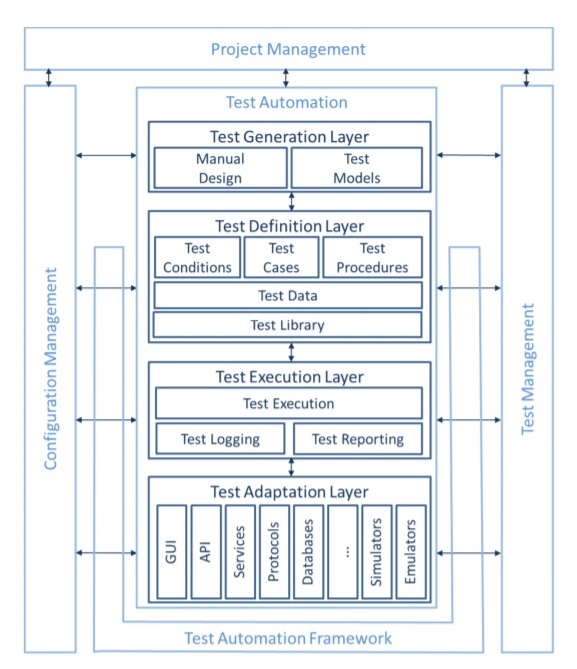 Project Management
Test Automation
Test Generation Layer
Manual
Design
Test
Models
Test Definition Layer
Test
Conditions
Test
Cases
Test
Procedures
Test Data
Test Library
Test Execution Layer
Test Execution
Test Logging
Test Reporting
Test Adaptation Layer
GUI
API
Services
Protocols
Databases
...
Simulators
Emulators
Configuration Management
Test Management
Test Automation Framework